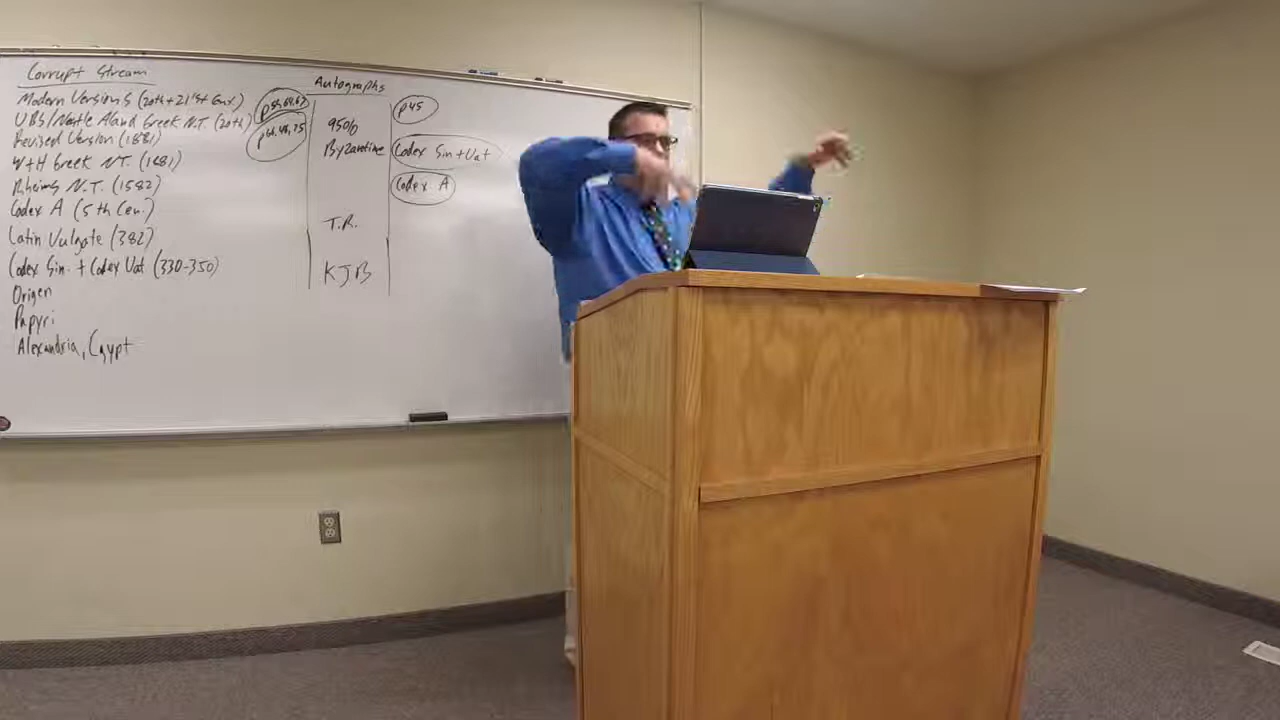 Corrupt Stream
Modern Versions (20th + 21st Cen.)
UBS/Nestle Aland Greek N.T. (20th)
Revised Version (1881)
W+H Greek N.T. (1881)
Rheims N.T. (1582)
Codex A (5th Cen.)
Latin Vulgate (382)
Codex Sin. + Codex Vat (330-350)
Origen
Papyri
Alexandria, Egypt
Autographs
95%
Byzantine
T.R.
KJB
P45
Codex Sin + Vat
Codex A